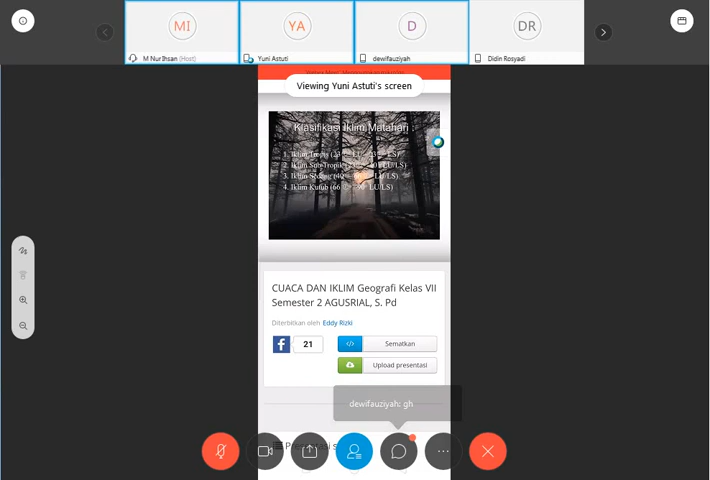 MI
YA
D
DR
M Nur Ihsan (Host)
Yuni Astuti
dewifauziyah
Didin Rosyadi
Viewing Yuni Astuti's screen
Klasifikasi Iklim Matahari :
1. Iklim Tropis
2. Iklim Sub Tropik
3. Iklim Sedang
4. Iklim Kutub
CUACA DAN IKLIM Geografi Kelas VII
Semester 2 AGUSRIAL, S. Pd
Diterbitkan oleh Eddy Rizki
f 21
Sematkan
Upload presentasi
dewifauziyah: gh